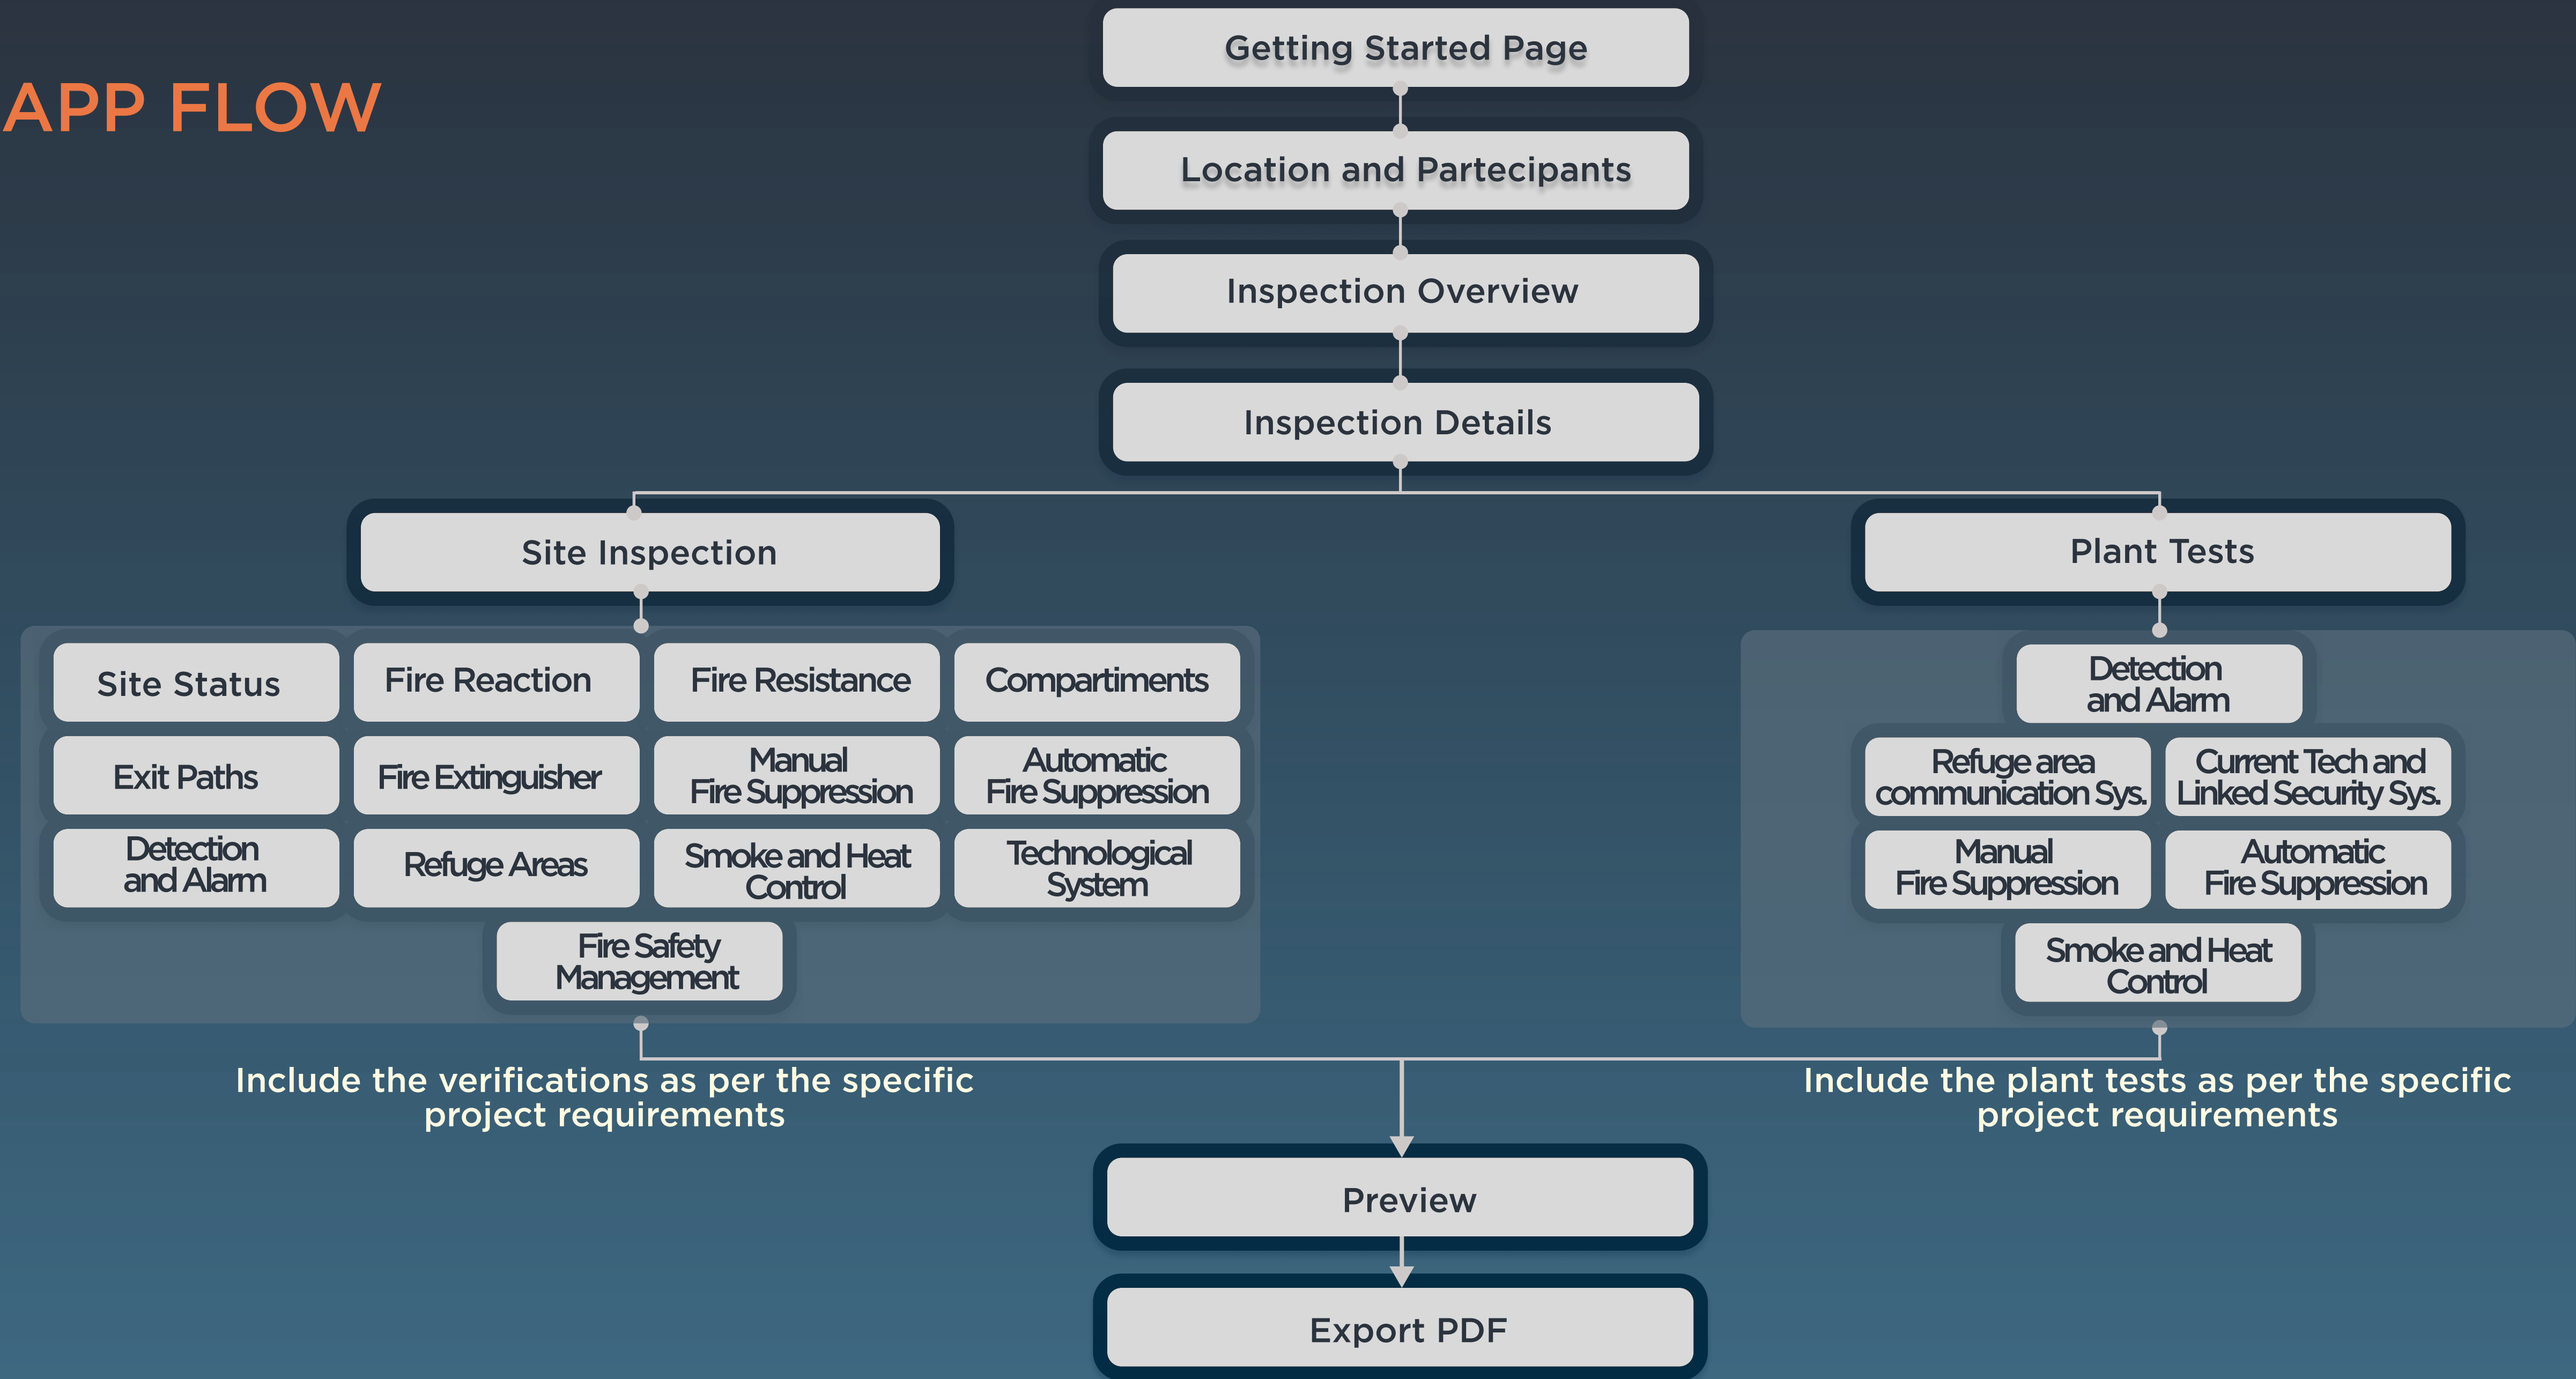 APP FLOW
Getting Started Page
Location and Partecipants
Inspection Overview
Inspection Details
Site Inspection
Site Status
Fire Reaction
Fire Resistance
Compartiments
Exit Paths
Fire Extinguisher
Manual
Fire Suppression
Automatic
Fire Suppression
Detection
and Alarm
Refuge Areas
Smoke and Heat
Control
Technological
System
Fire Safety
Management
Include the verifications as per the specific
project requirements
Plant Tests
Detection
and Alarm
Refuge area
communication Sys.
Current Tech and
Linked Security Sys.
Manual
Fire Suppression
Automatic
Fire Suppression
Smoke and Heat
Control
Include the plant tests as per the specific
project requirements
Preview
Export PDF